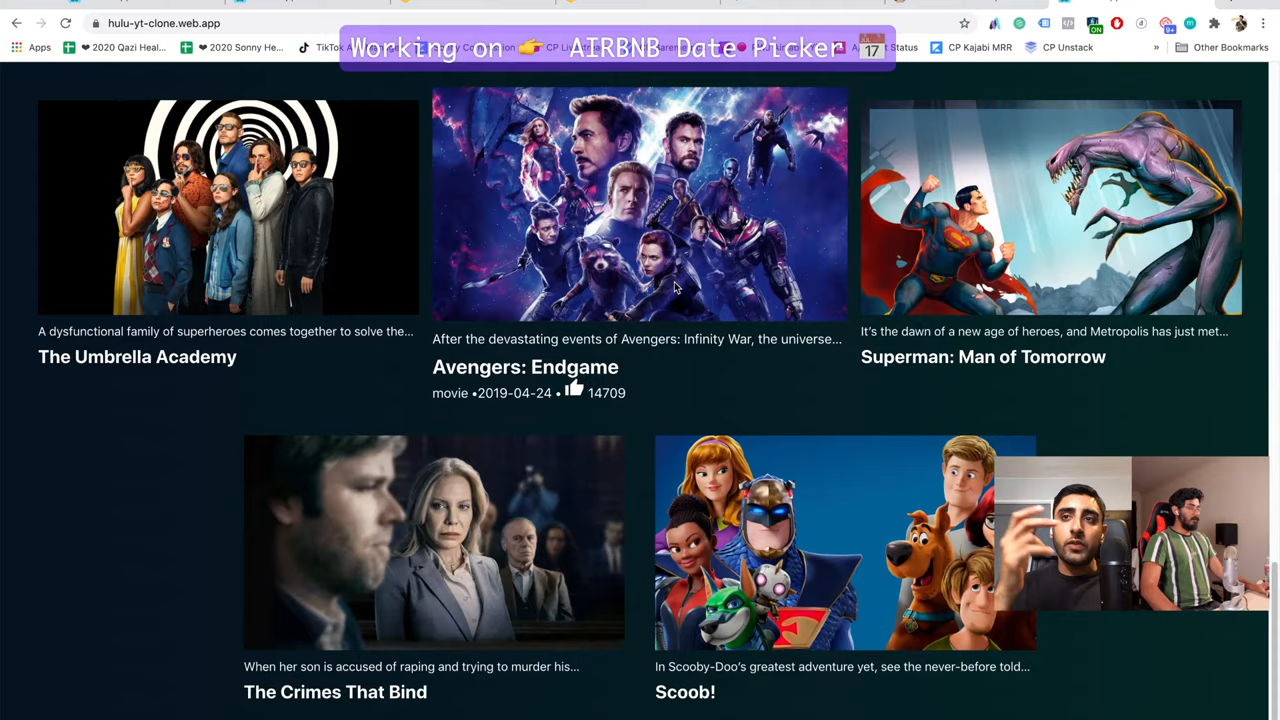 hulu-yt-clone.web.app
Apps
❤ 2020 Qazi Heal...
❤ 2020 Sonny He...
TikTo
Status
CP Kajabi MRR
CP Unstack
»
Other Bookmarks
ON
9+
Working on 👉 AIRBNB Date Picker 📅
17
A dysfunctional family of superheroes comes together to solve the...
The Umbrella Academy
After the devastating events of Avengers: Infinity War, the universe...
Avengers: Endgame
movie •2019-04-24 • 14709
It's the dawn of a new age of heroes, and Metropolis has just met...
Superman: Man of Tomorrow
When her son is accused of raping and trying to murder his...
The Crimes That Bind
In Scooby-Doo's greatest adventure yet, see the never-before told...
Scoob!